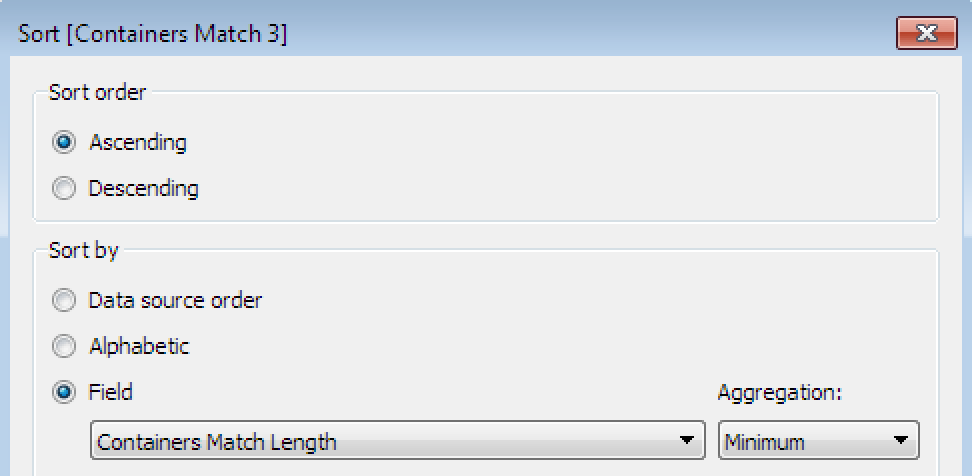 Sort [Containers Match 3]
Sort order
Ascending
Descending
Sort by
Data source order
Alphabetic
Field
Aggregation:
Containers Match Length
Minimum